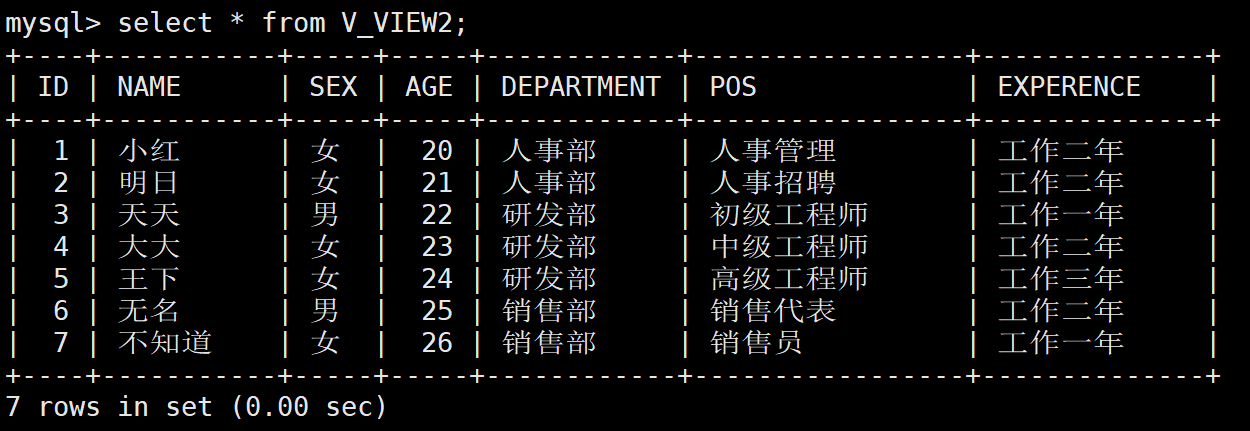 mysql> select * from V_VIEW2;
+----+-----------+-----+-----+------------+-----------------+--------------+
| ID | NAME      | SEX | AGE | DEPARTMENT | POS             | EXPERENCE    |
+----+-----------+-----+-----+------------+-----------------+--------------+
|  1 | 小红      | 女  |  20 | 人事部     | 人事管理        | 工作二年     |
|  2 | 明日      | 女  |  21 | 人事部     | 人事招聘        | 工作二年     |
|  3 | 天天      | 男  |  22 | 研发部     | 初级工程师      | 工作一年     |
|  4 | 大大      | 女  |  23 | 研发部     | 中级工程师      | 工作二年     |
|  5 | 王下      | 女  |  24 | 研发部     | 高级工程师      | 工作三年     |
|  6 | 无名      | 男  |  25 | 销售部     | 销售代表        | 工作二年     |
|  7 | 不知道    | 女  |  26 | 销售部     | 销售员          | 工作一年     |
+----+-----------+-----+-----+------------+-----------------+--------------+
7 rows in set (0.00 sec)